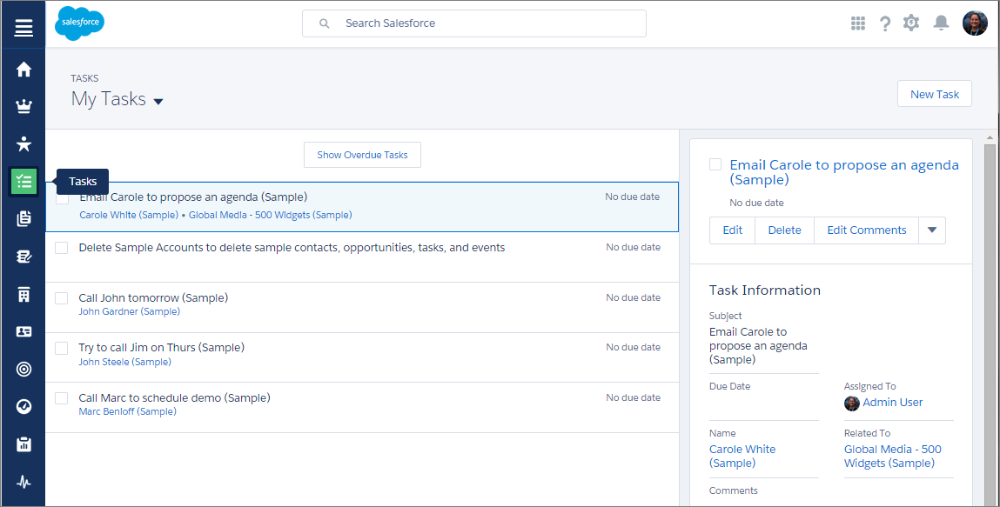 salesforce
Search Salesforce
?
TASKS
My Tasks
New Task
Show Overdue Tasks
Tasks
Email Carole to propose an agenda (Sample)
No due date
Carole White (Sample) • Global Media - 500 Widgets (Sample)
Delete Sample Accounts to delete sample contacts, opportunities, tasks, and events
No due date
Call John tomorrow (Sample)
No due date
John Gardner (Sample)
Try to call Jim on Thurs (Sample)
No due date
John Steele (Sample)
Call Marc to schedule demo (Sample)
No due date
Marc Benloff (Sample)
Email Carole to propose an agenda
(Sample)
No due date
Edit
Delete
Edit Comments
Task Information
Subject
Email Carole to
propose an agenda
(Sample)
Due Date
Assigned To
Admin User
Name
Carole White
(Sample)
Related To
Global Media - 500
Widgets (Sample)
Comments